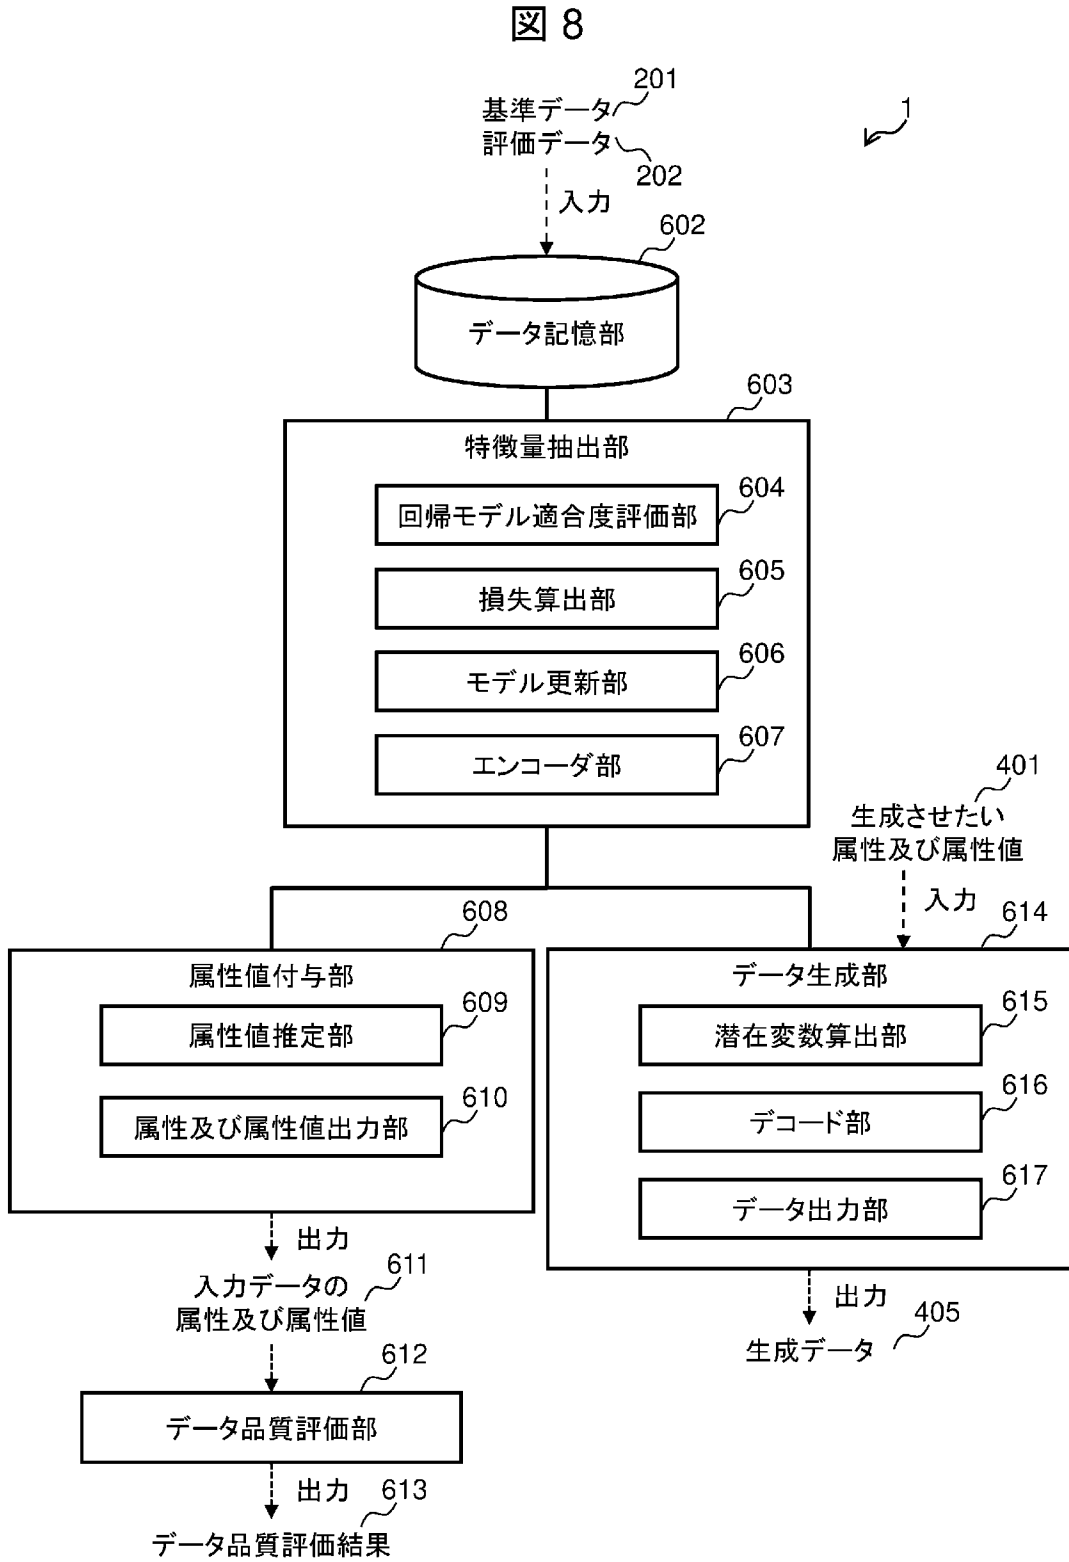 図 8
201
基準データ
評価データ
202
1
入力
602
データ記憶部
603
特徴量抽出部
604
回帰モデル適合度評価部
605
損失算出部
606
モデル更新部
607
エンコーダ部
401
生成させたい
属性及び属性値
入力
608
属性値付与部
609
属性値推定部
610
属性及び属性値出力部
出力
611
入力データの
属性及び属性値
612
データ品質評価部
出力
613
データ品質評価結果
614
データ生成部
615
潜在変数算出部
616
デコード部
617
データ出力部
出力
405
生成データ